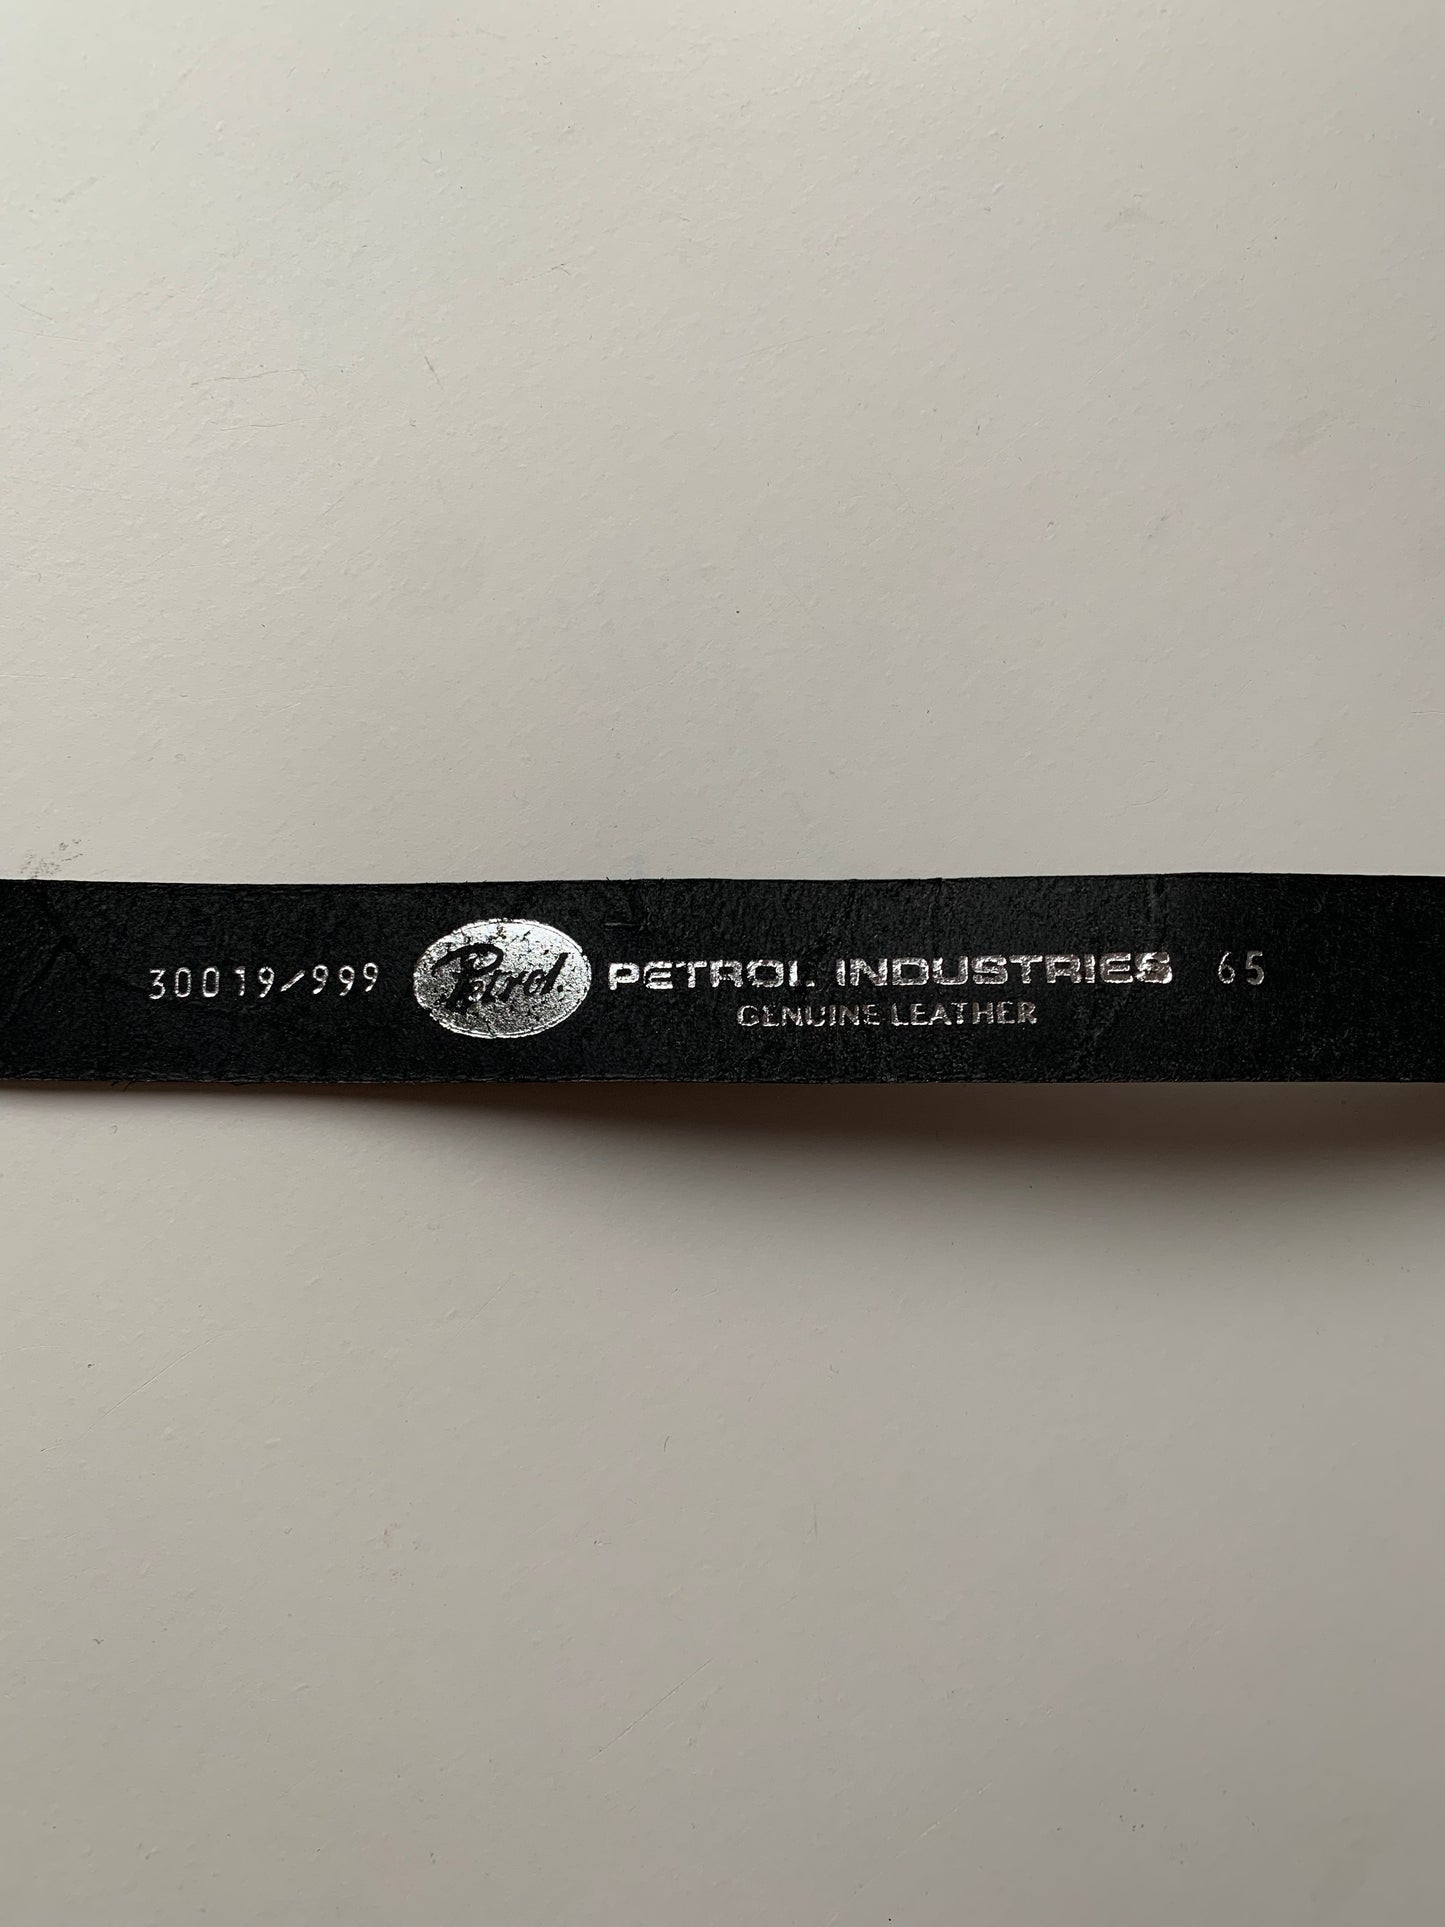 30019/999 Petrol. PETROL INDUSTRIES 65
GENUINE LEATHER